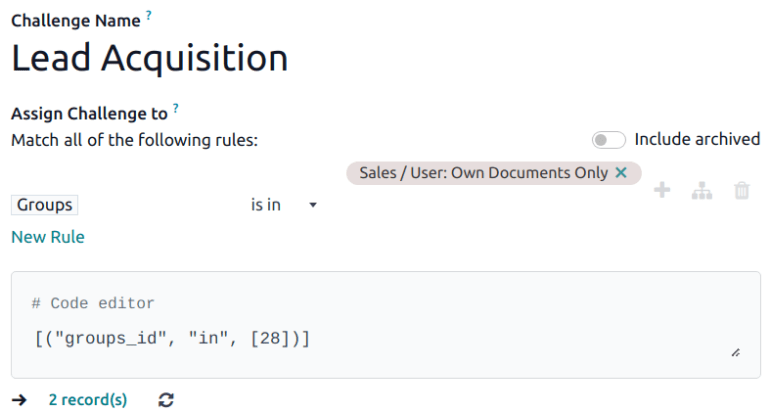 Challenge Name ?
Lead Acquisition
Assign Challenge to ?
Match all of the following rules:
Include archived
Sales / User: Own Documents Only ✕
Groups
is in
New Rule
# Code editor
[("groups_id", "in", [28])]
2 record(s)